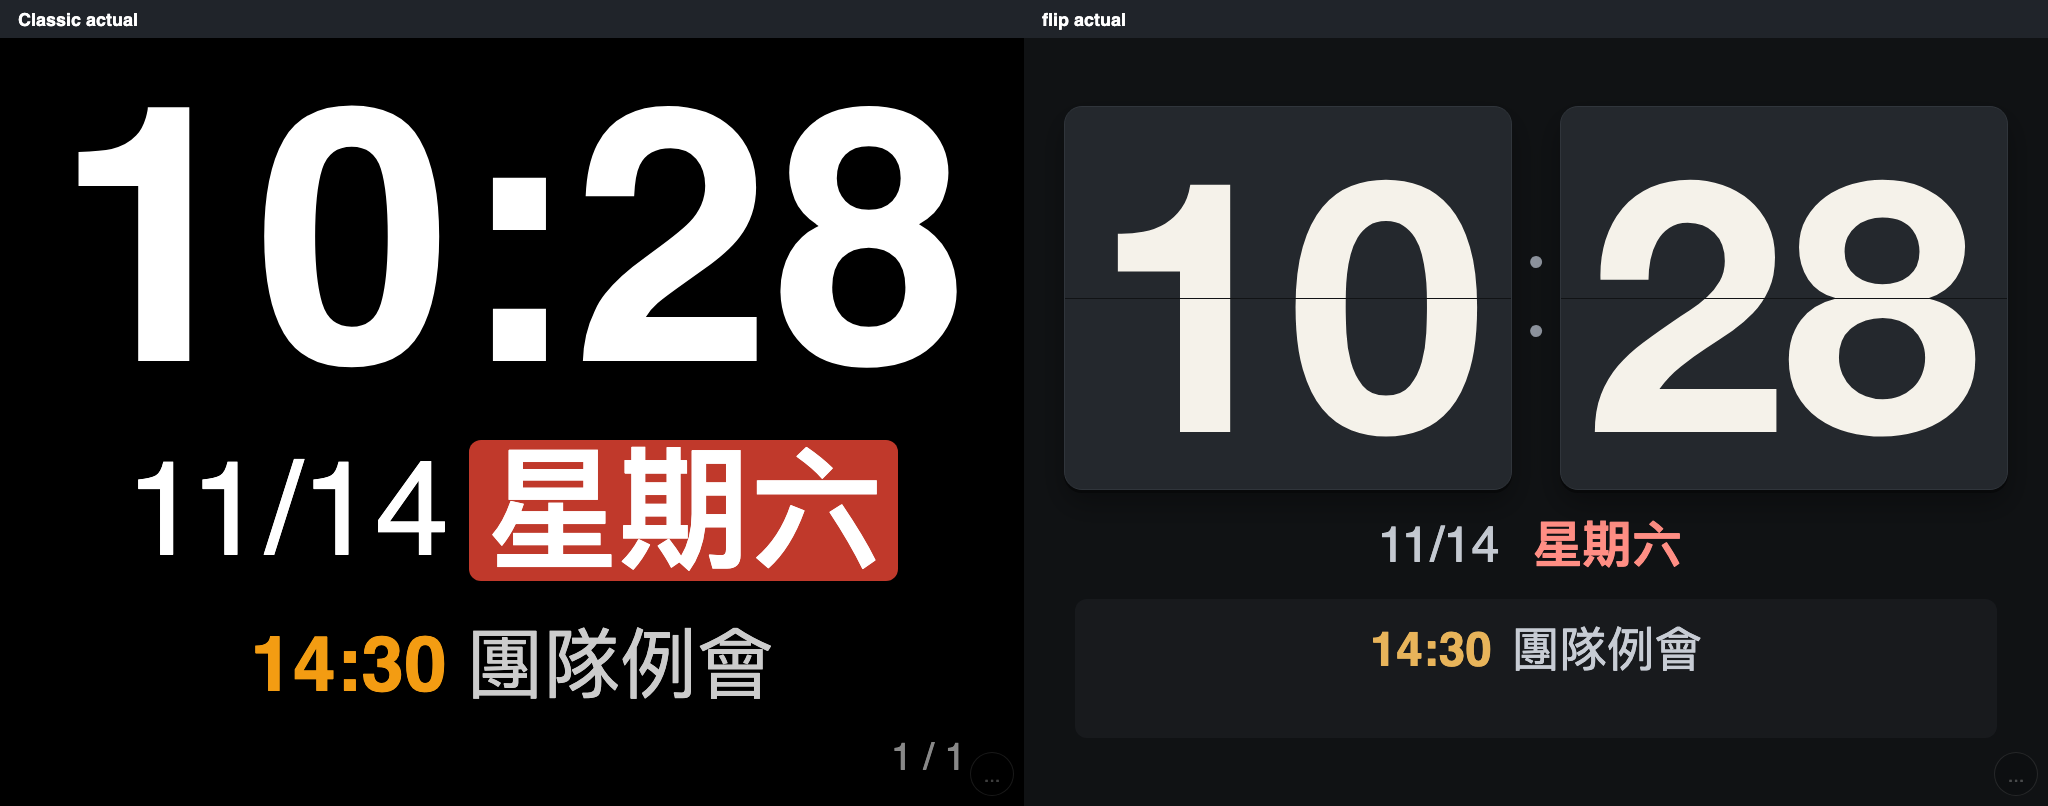 Classic actual
10:28
11/14 星期六
14:30 團隊例會
1 / 1
...
flip actual
10:28
11/14 星期六
14:30 團隊例會
...